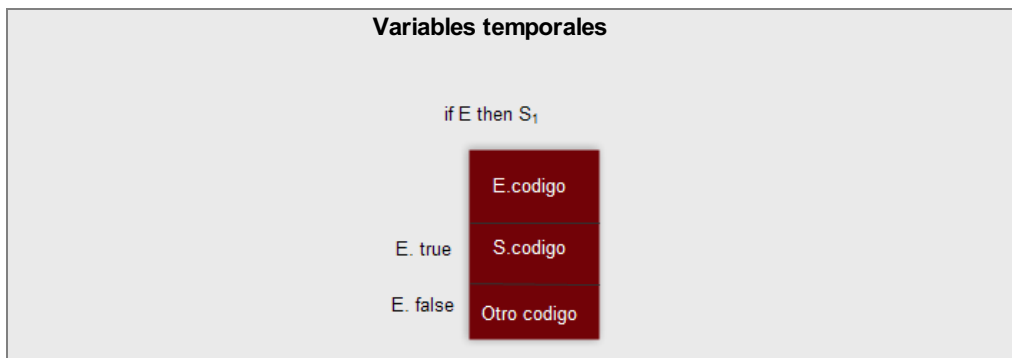 Variables temporales
if E then S₁
E.codigo
E. true S.codigo
E. false Otro codigo